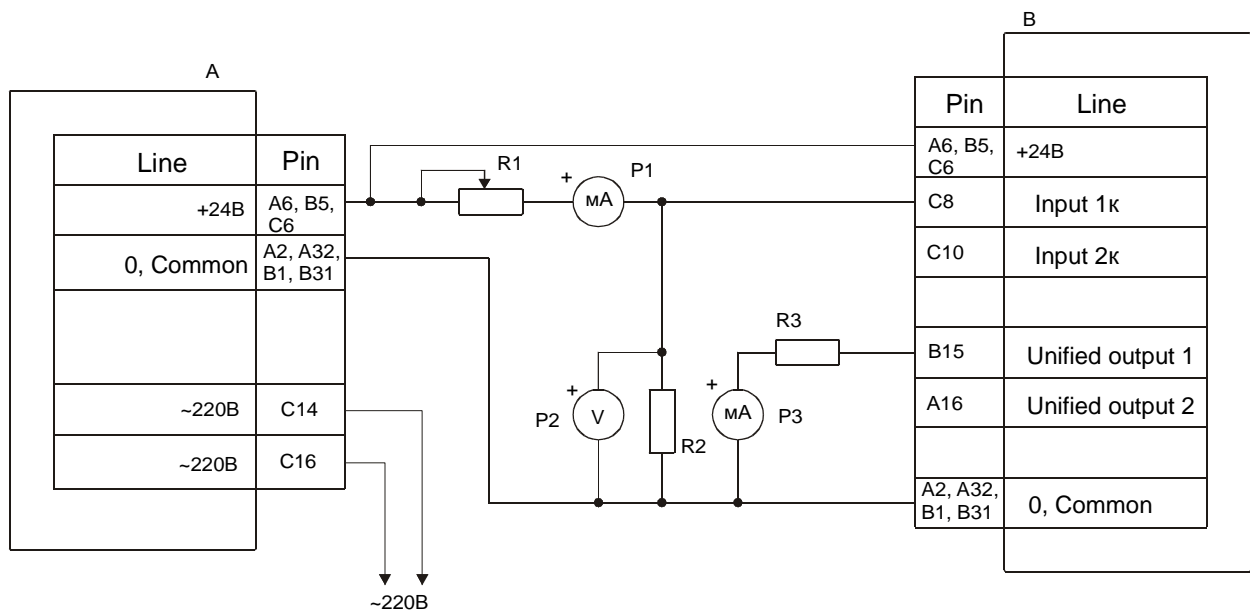 A
Line
Pin
+24В
A6, B5,
C6
0, Common
A2, A32,
B1, B31
~220В
C14
~220В
C16
~220В
R1
+
P1
мА
P2
+
V
R2
R3
+
мА
P3
B
Pin
Line
A6, B5,
C6
+24В
C8
Input 1к
C10
Input 2к
B15
Unified output 1
A16
Unified output 2
A2, A32,
B1, B31
0, Common